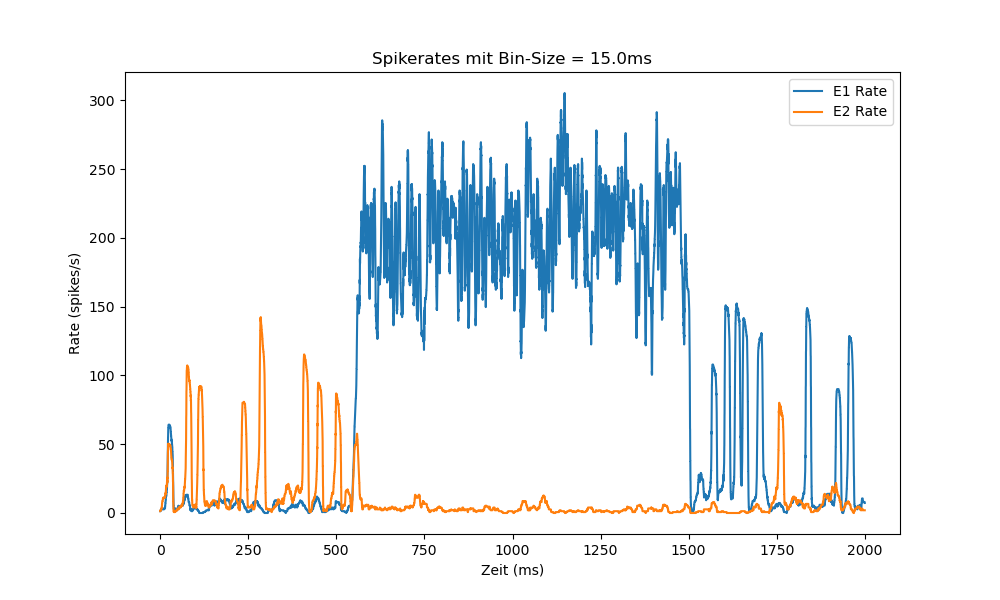 Spikerates mit Bin-Size = 15.0ms
E1 Rate
E2 Rate
Rate (spikes/s)
300
250
200
150
100
50
0
0 250 500 750 1000 1250 1500 1750 2000
Zeit (ms)